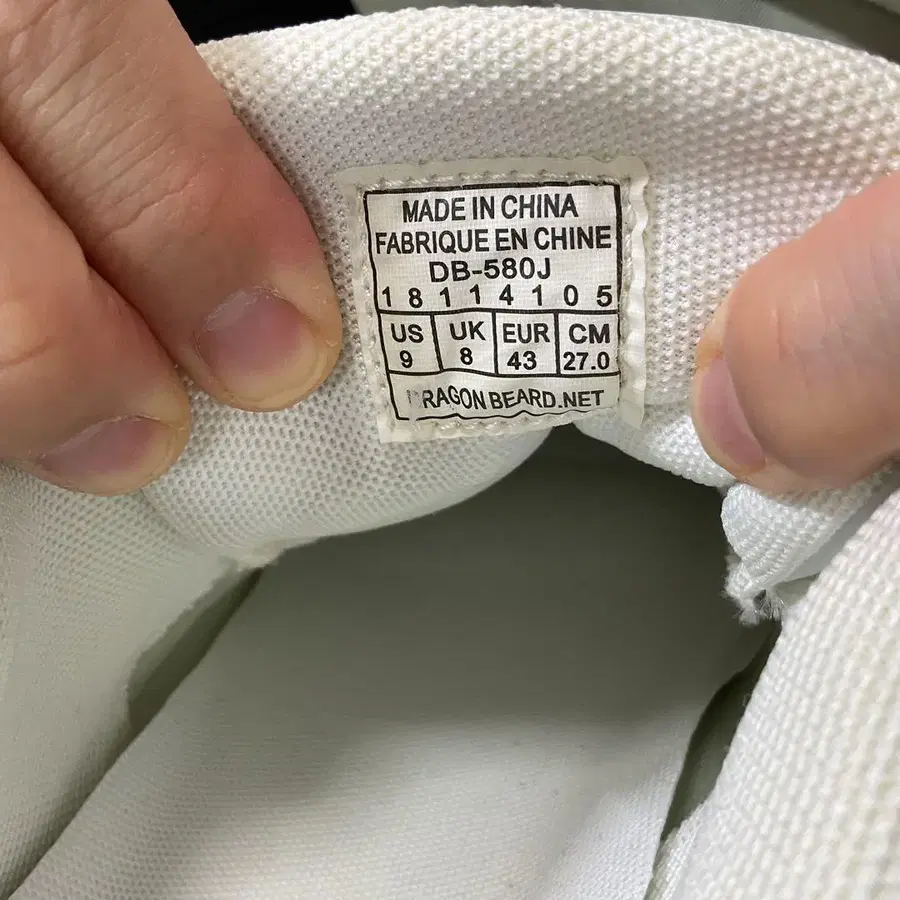 MADE IN CHINA
FABRIQUE EN CHINE
DB-580J
1 8 1 1 4 1 0 5
US UK EUR CM
9 8 43 27.0
DRAGON BEARD.NET